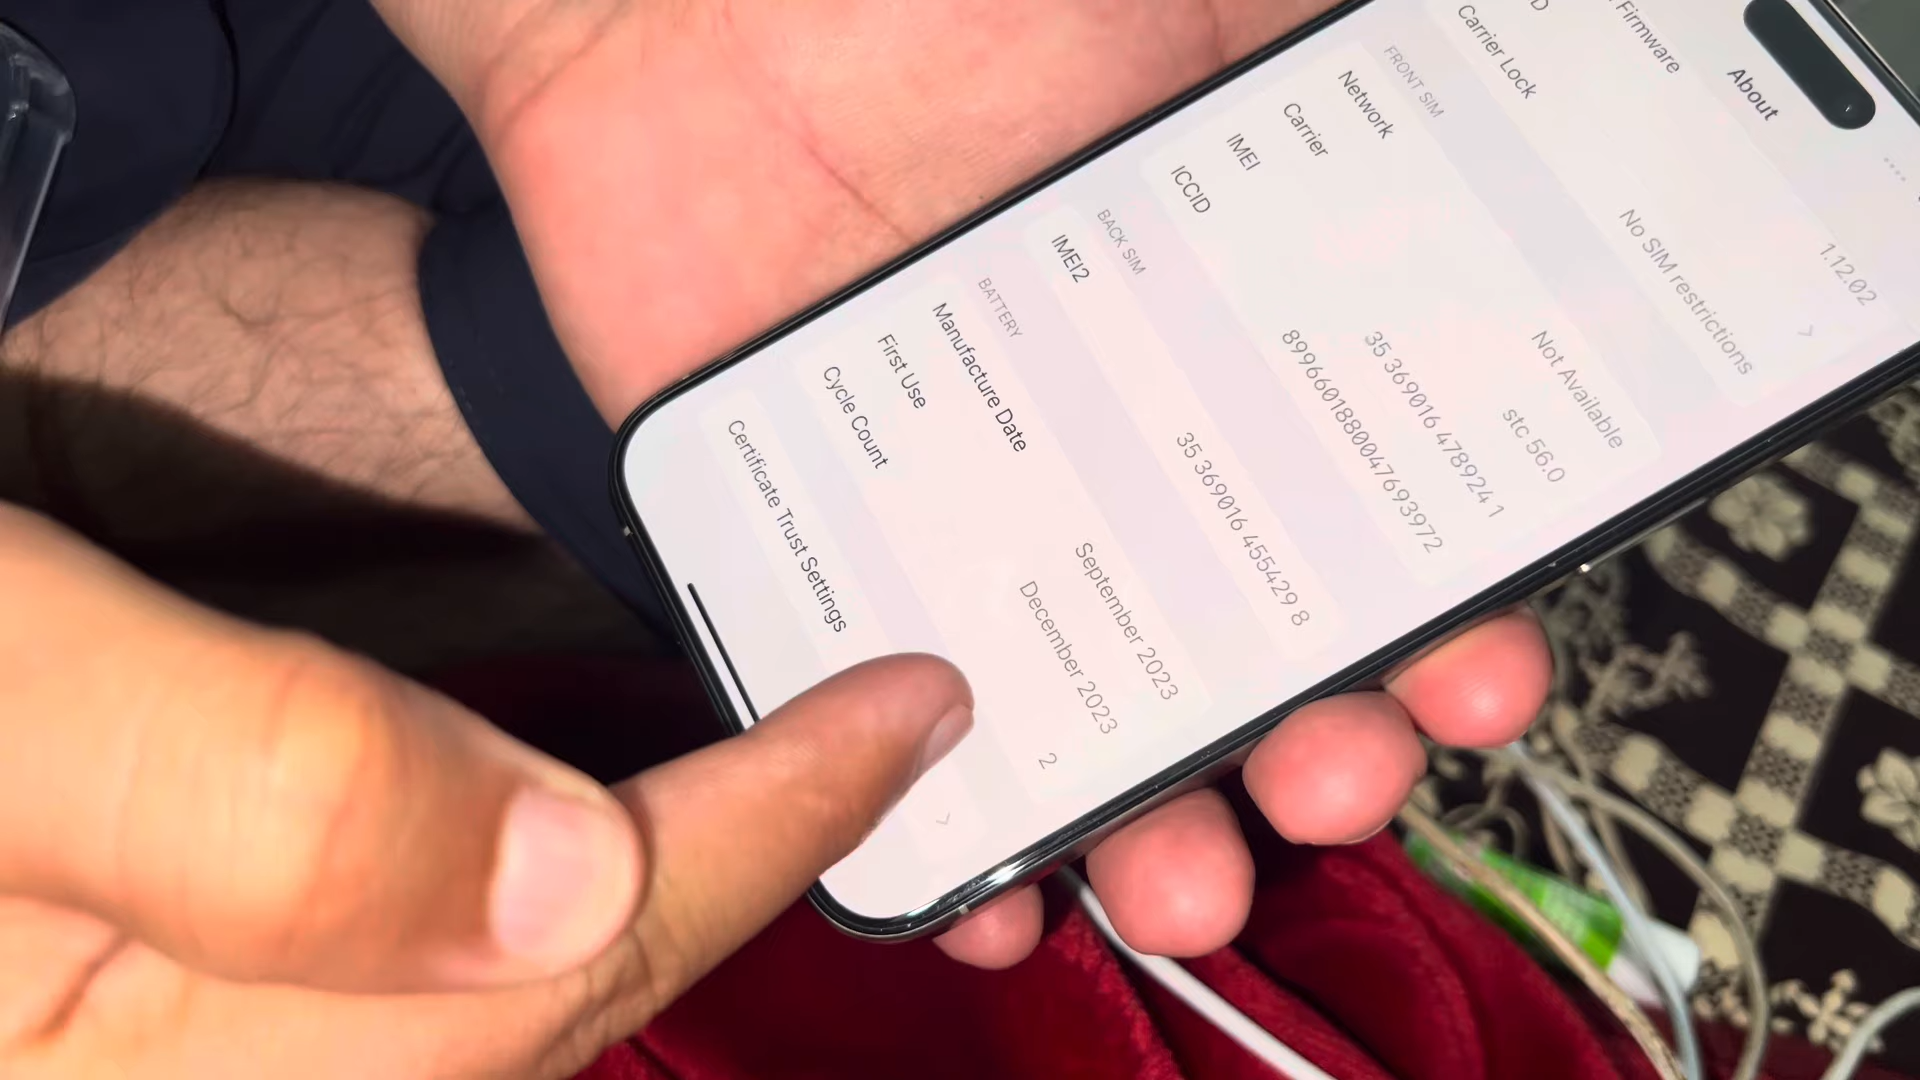 About
Firmware 1.12.02
D
Carrier Lock No SIM restrictions
FRONT SIM
Network Not Available
Carrier stc 56.0
IMEI 35 369016 478924 1
ICCID 8996601880047693972
BACK SIM
IMEI2 35 369016 455429 8
BATTERY
Manufacture Date September 2023
First Use December 2023
Cycle Count 2
Certificate Trust Settings